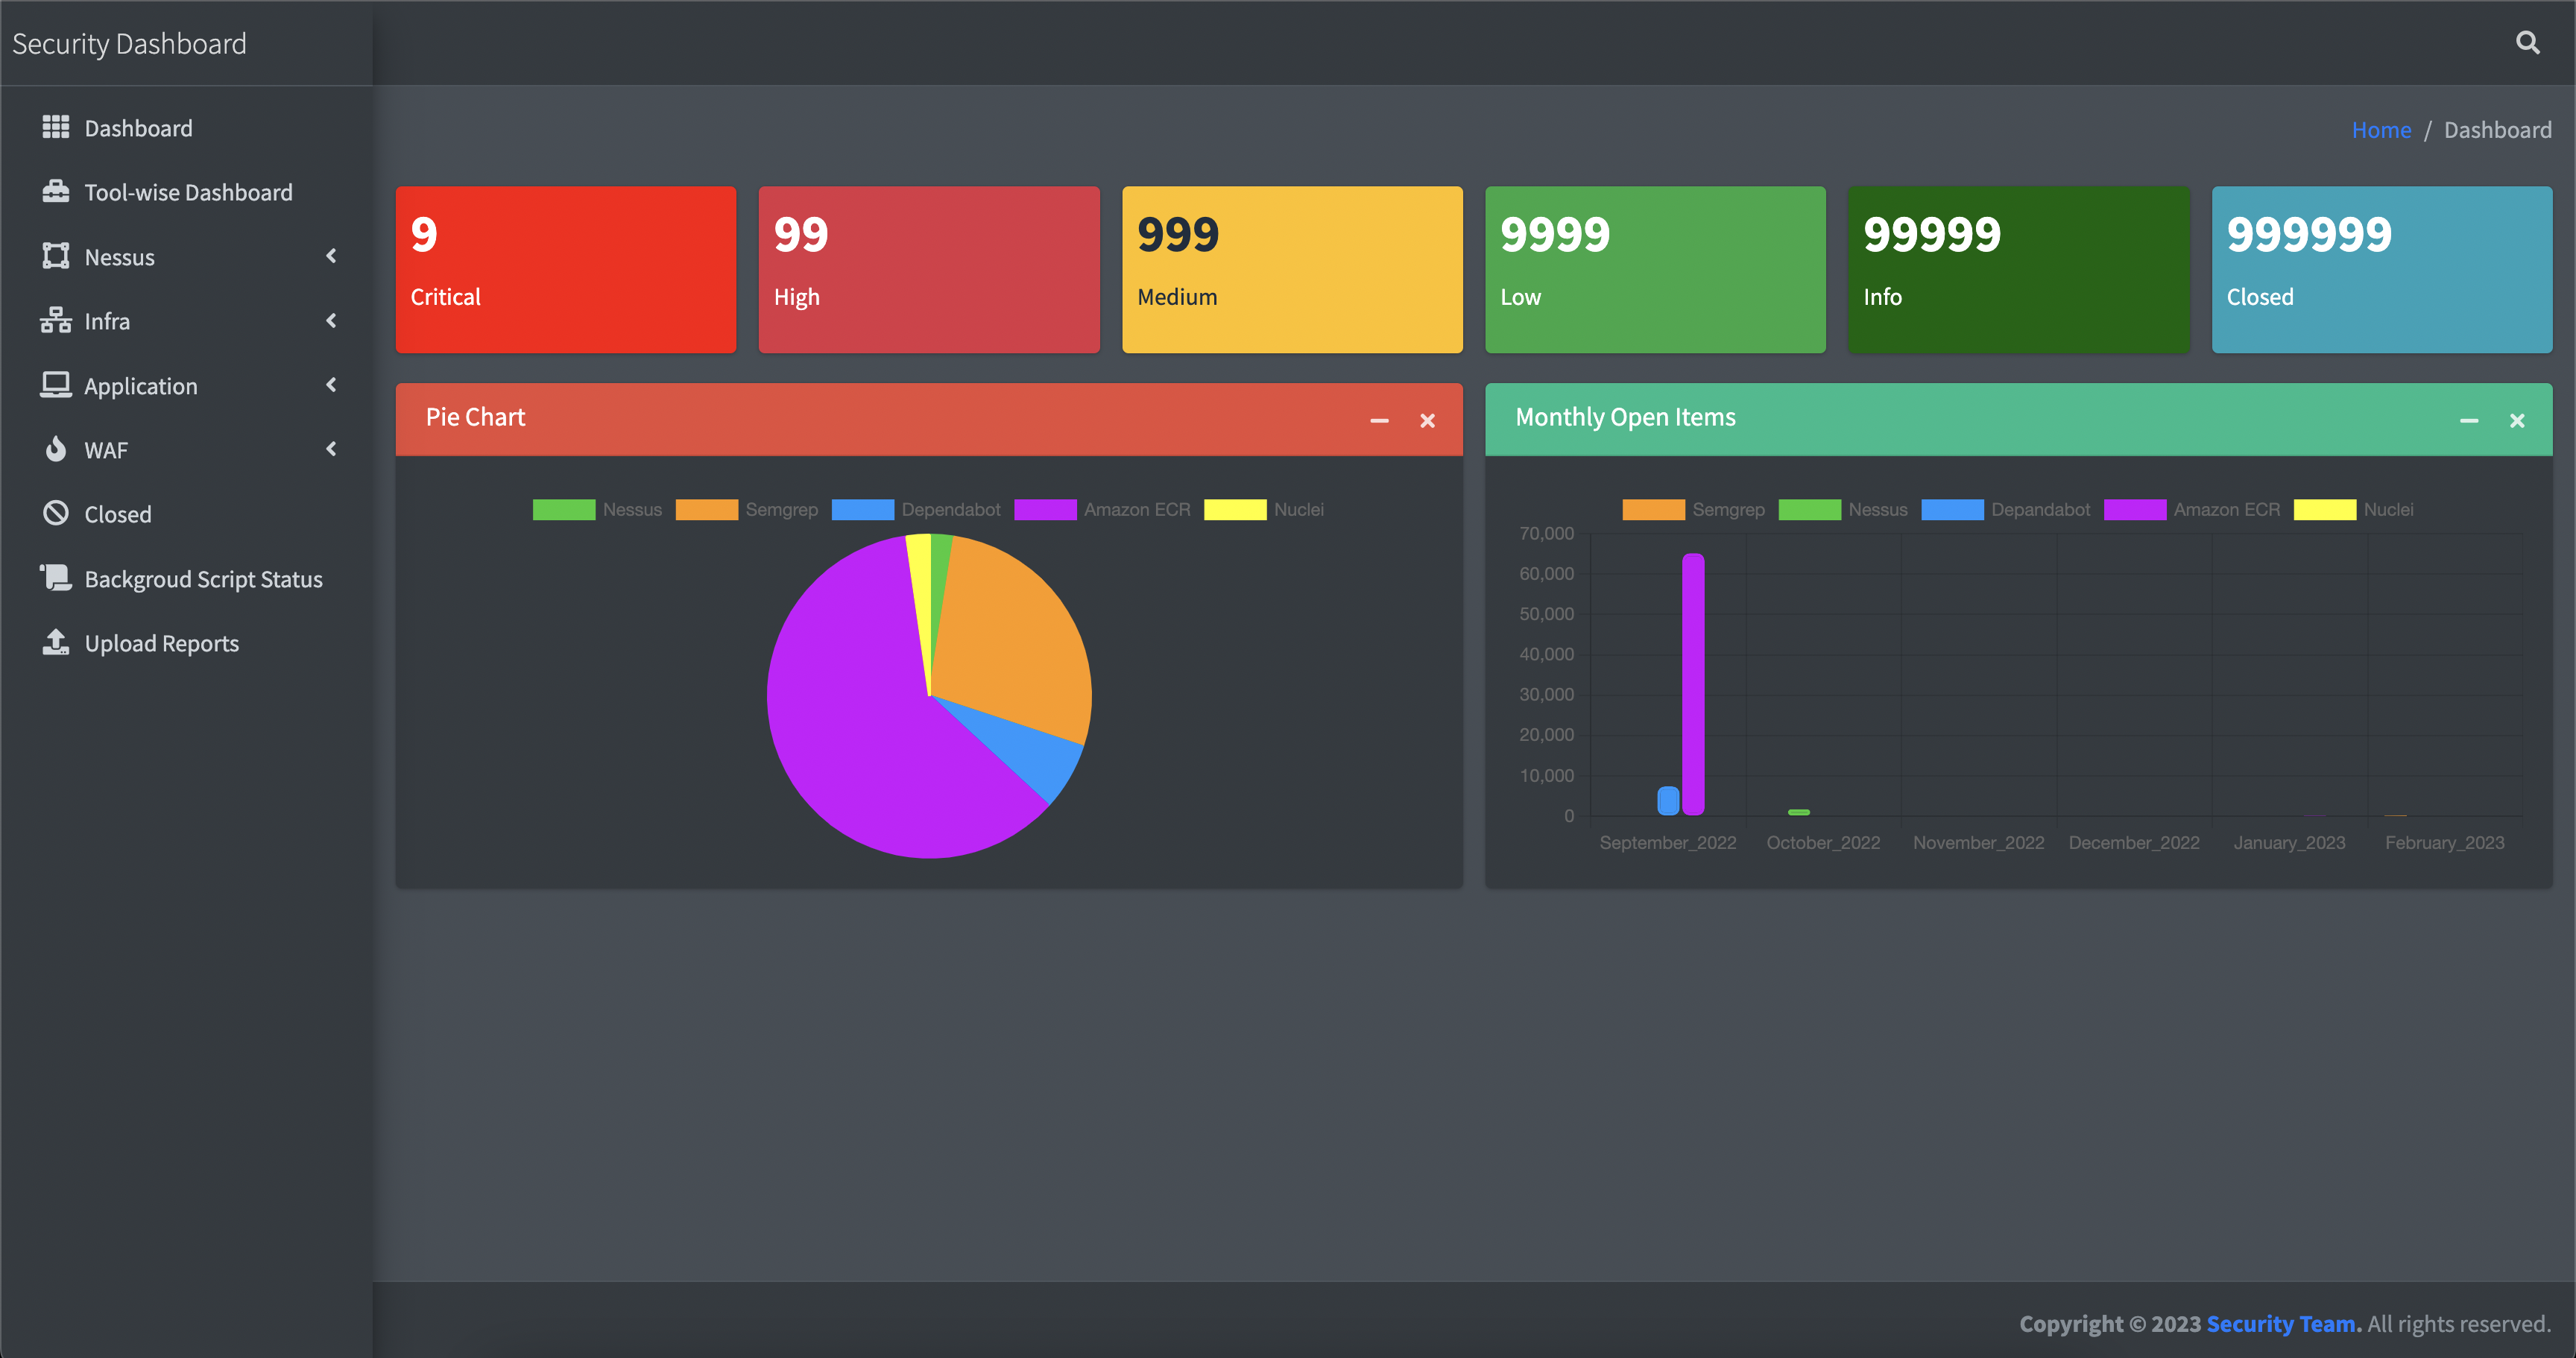 Security Dashboard
Dashboard
Tool-wise Dashboard
Nessus
Infra
Application
WAF
Closed
Backgroud Script Status
Upload Reports
Home / Dashboard
9
Critical
99
High
999
Medium
9999
Low
99999
Info
999999
Closed
Pie Chart
Nessus Semgrep Dependabot Amazon ECR Nuclei
Monthly Open Items
Semgrep Nessus Depandabot Amazon ECR Nuclei
70,000
60,000
50,000
40,000
30,000
20,000
10,000
0
September_2022 October_2022 November_2022 December_2022 January_2023 February_2023
Copyright © 2023 Security Team. All rights reserved.